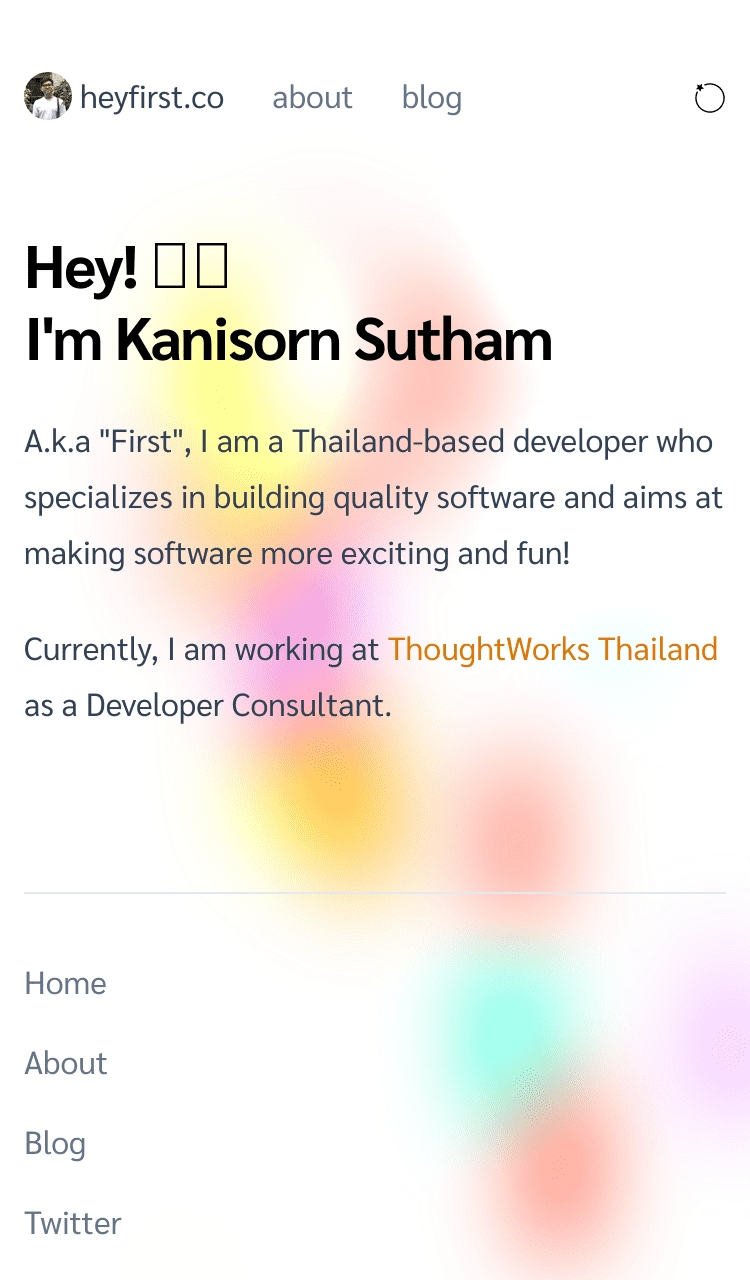 heyfirst.co about blog
Hey!
I'm Kanisorn Sutham
A.k.a "First", I am a Thailand-based developer who
specializes in building quality software and aims at
making software more exciting and fun!
Currently, I am working at ThoughtWorks Thailand
as a Developer Consultant.
Home
About
Blog
Twitter